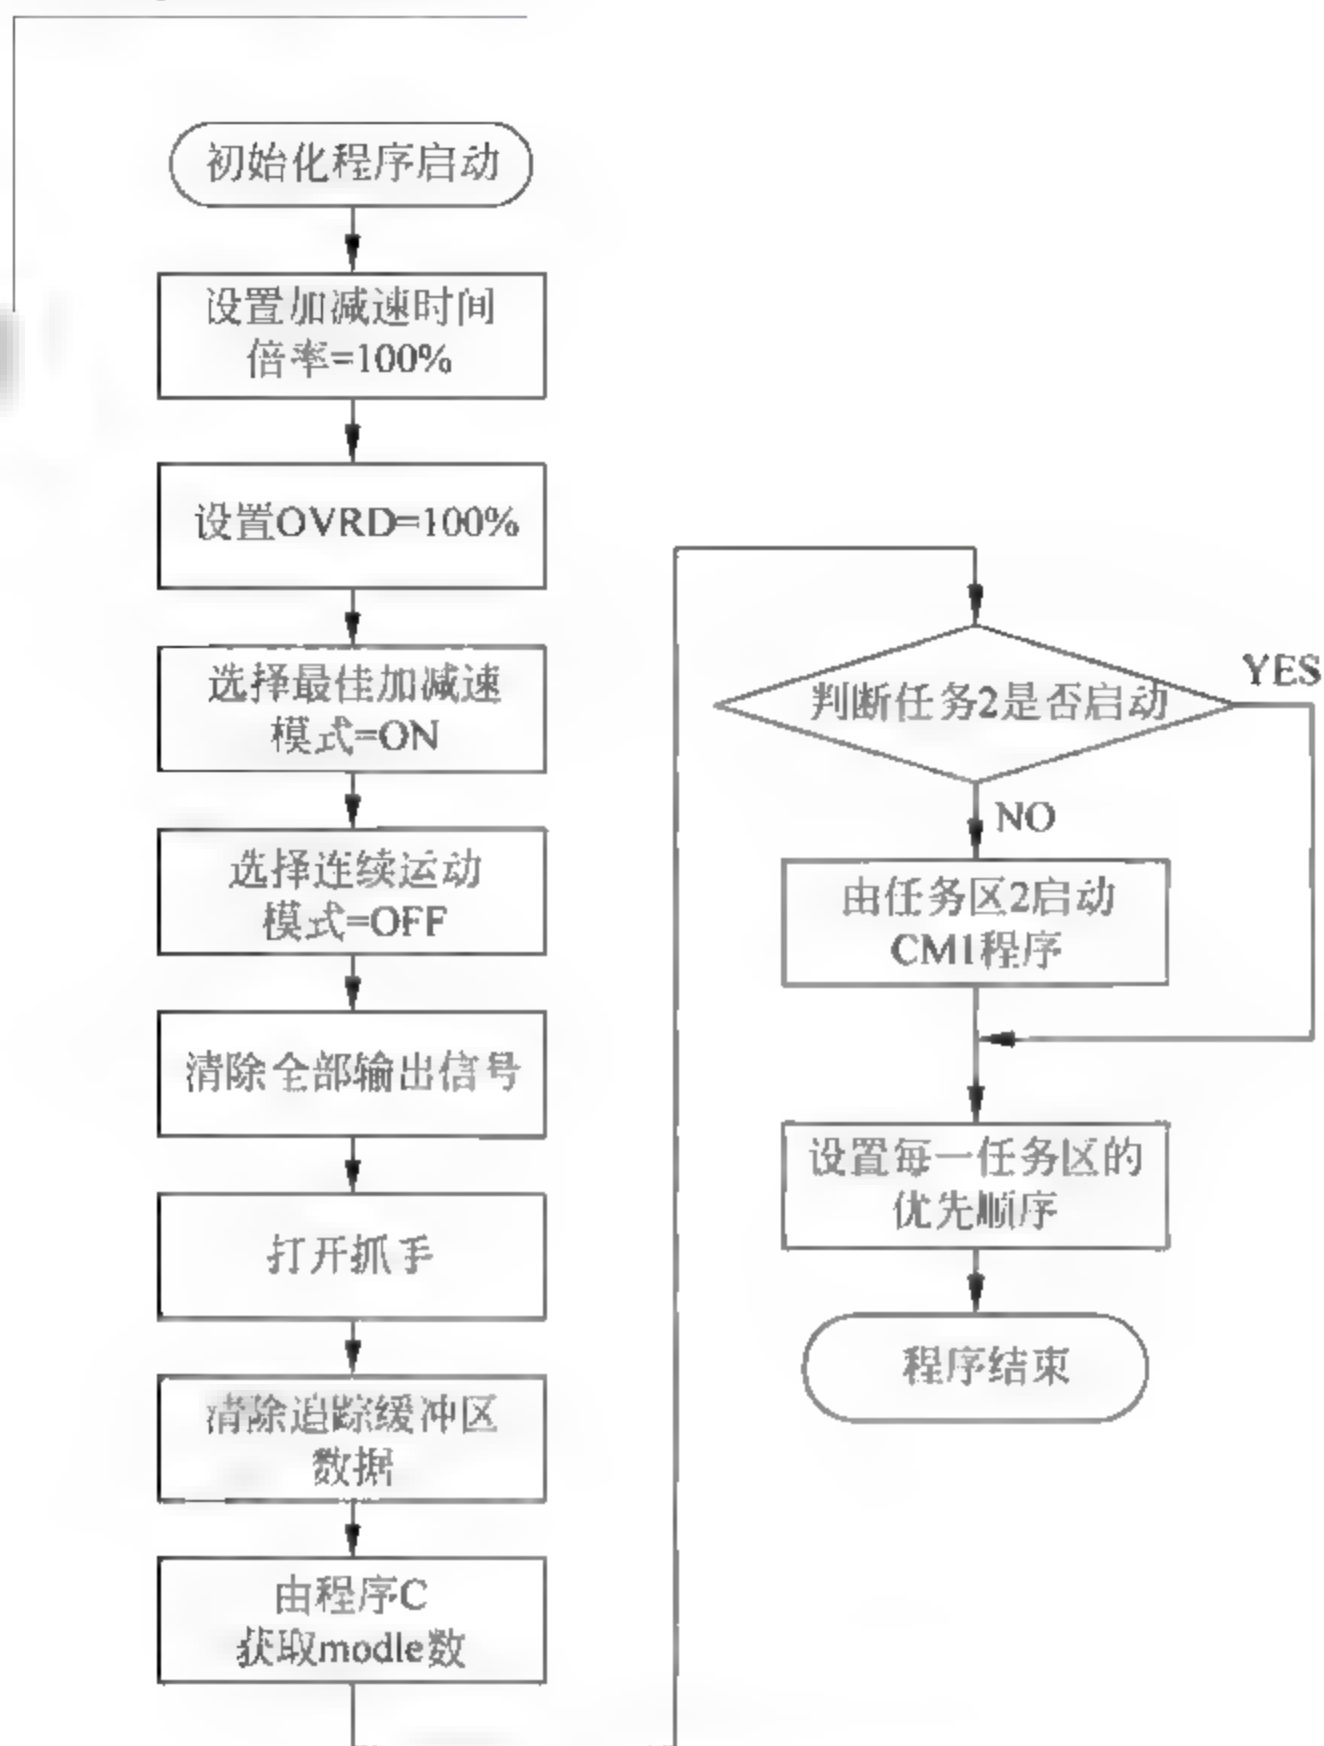 初始化程序启动
设置加减速时间
倍率=100%
设置OVRD=100%
选择最佳加减速
模式=ON
选择连续运动
模式=OFF
清除全部输出信号
打开抓手
清除追踪缓冲区
数据
由程序C
获取modle数
判断任务2是否启动
YES
NO
由任务区2启动
CM1程序
设置每一任务区的
优先顺序
程序结束